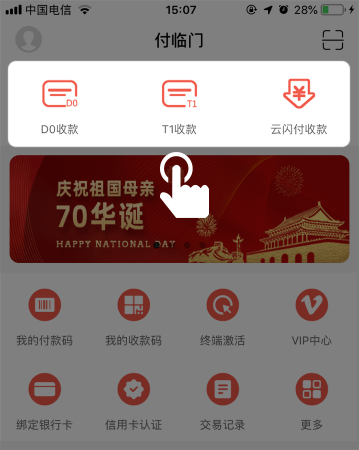 中国电信 15:07 28%
付临门
D0 T1
D0收款 T1收款 云闪付收款
庆祝祖国母亲
70华诞
HAPPY NATIONAL DAY
我的付款码 我的收款码 终端激活 VIP中心
绑定银行卡 信用卡认证 交易记录 更多